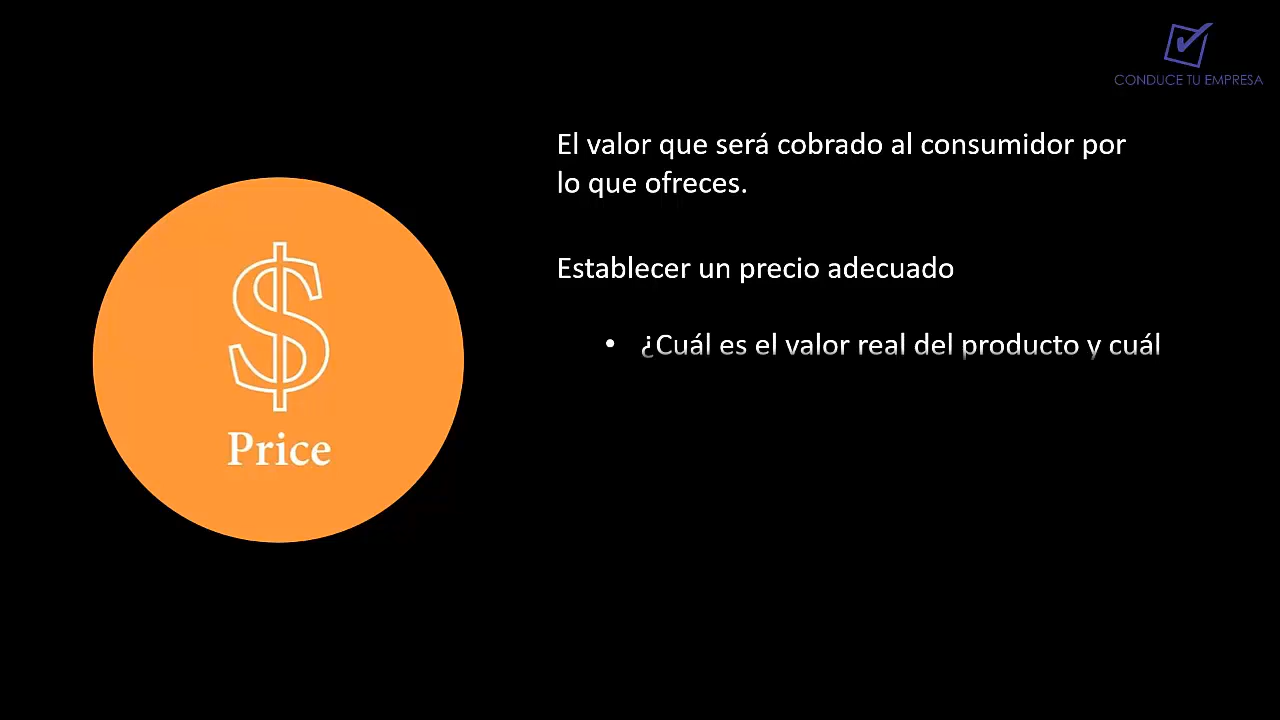 CONDUCE TU EMPRESA
El valor que será cobrado al consumidor por
lo que ofreces.
Establecer un precio adecuado
• ¿Cuál es el valor real del producto y cuál
$
Price